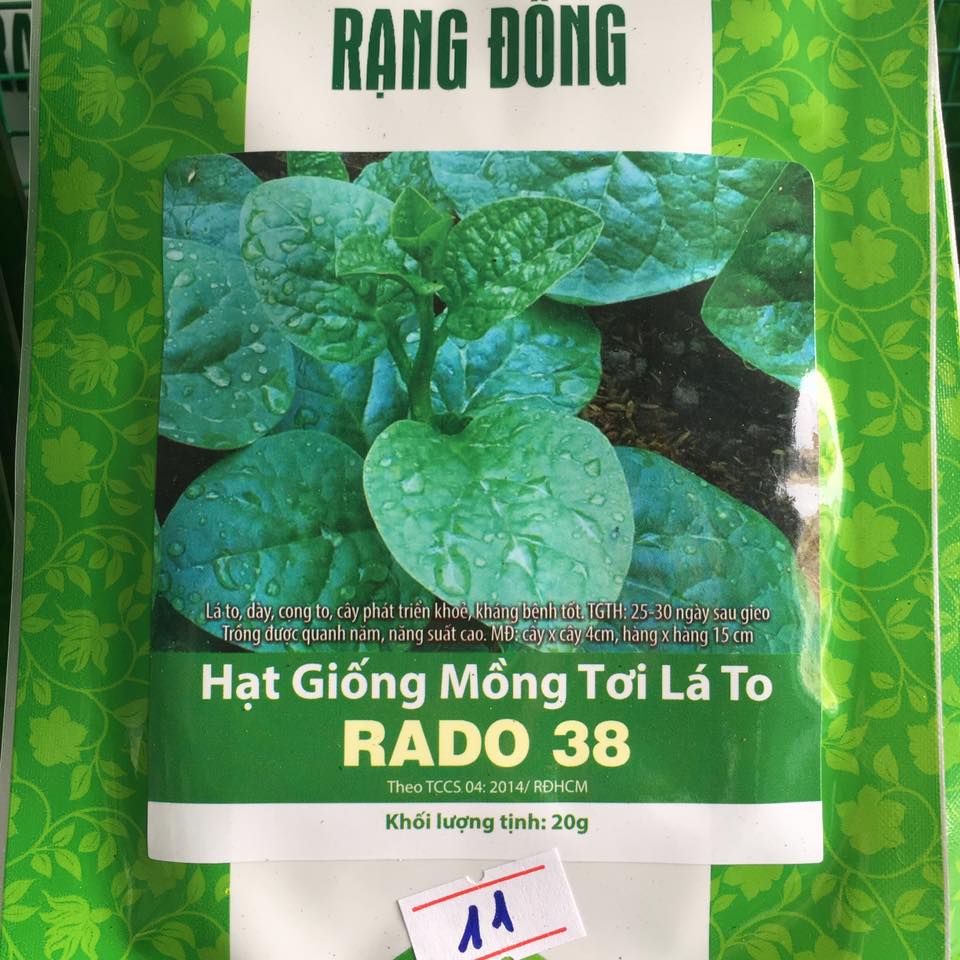 RẠNG ĐÔNG
Lá to, dày, cọng to, cây phát triển khoẻ, kháng bệnh tốt. TGTH: 25-30 ngày sau gieo
Trồng được quanh năm, năng suất cao. MĐ: cây x cây 4cm, hàng x hàng 15 cm
Hạt Giống Mồng Tơi Lá To
RADO 38
Theo TCCS 04: 2014/ RĐHCM
Khối lượng tịnh: 20g
11